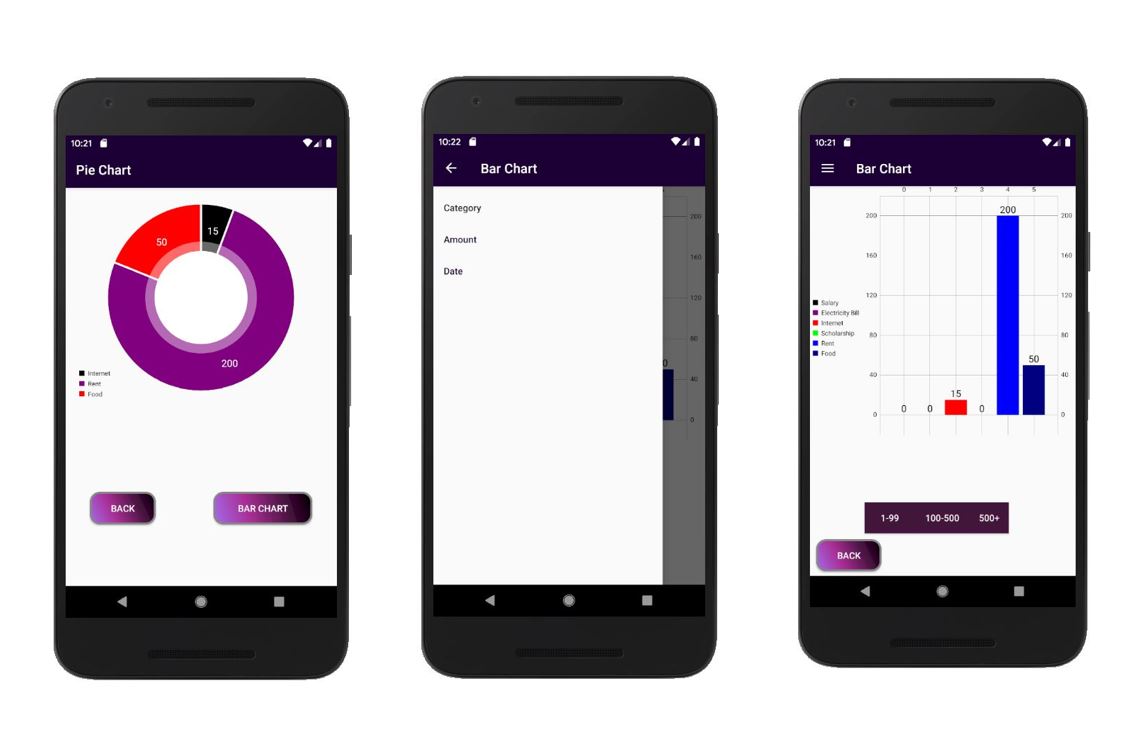 10:21
Pie Chart
15
50
200
Internet
Rent
Food
BACK
BAR CHART
10:22
Bar Chart
Category
Amount
Date
200
160
120
80
0
40
0
10:21
Bar Chart
0 1 2 3 4 5
200
200 200
160 160
120 120
Salary
Electricity Bill
Internet
Scholarship
80 80
Rent
Food
50
40 40
15
0 0 0
0 0
1-99 100-500 500+
BACK